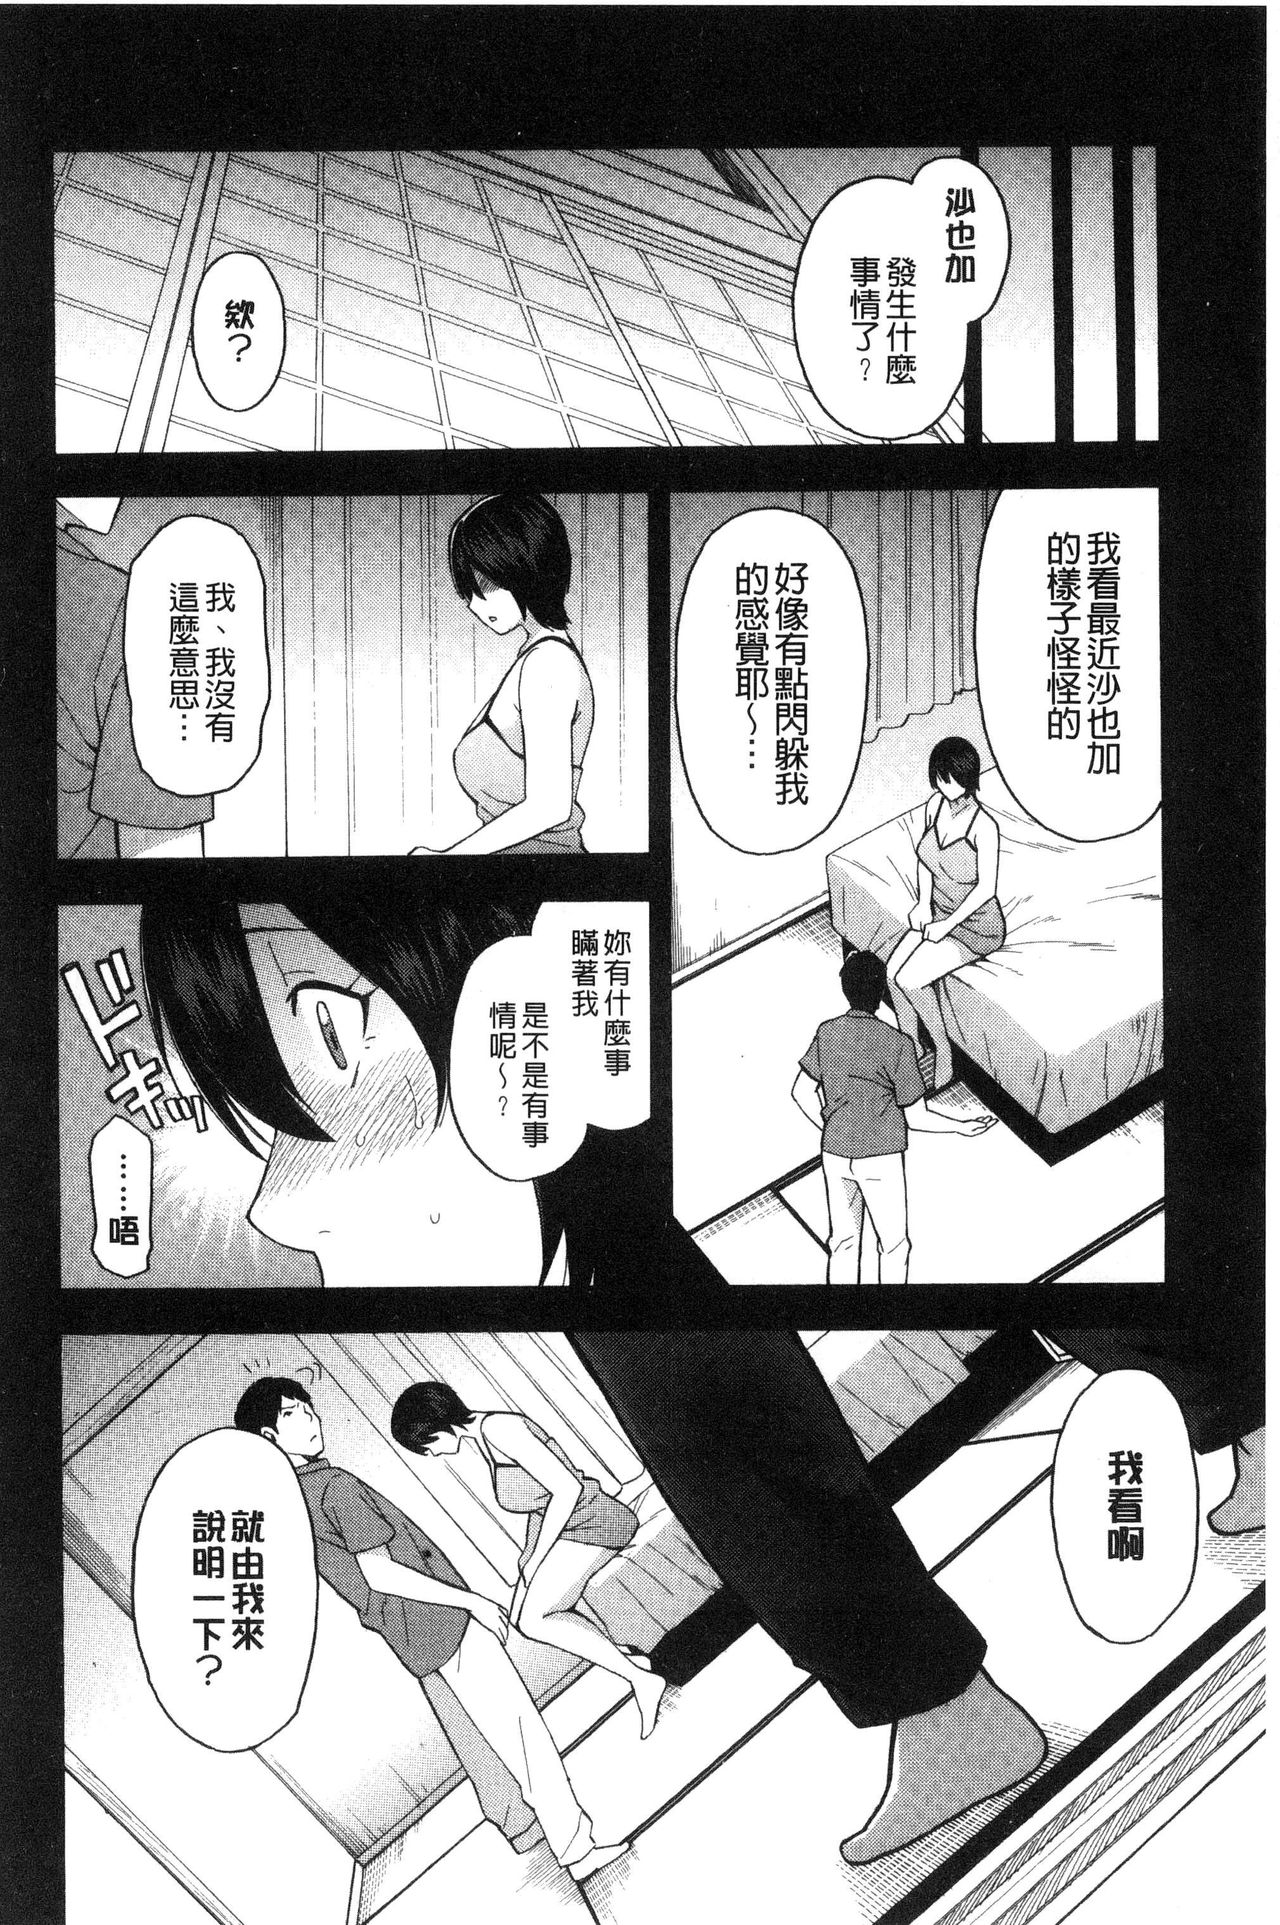 沙也加
發生什麼
事情了？
欸？
我看最近沙也加
的樣子怪怪的
好像有點閃躲我
的感覺耶～…
我、我沒有
這麼意思…
妳有什麼事
瞞著我
是不是有事
情呢～？
ドキッ
……唔
我看啊
就由我來
說明一下？